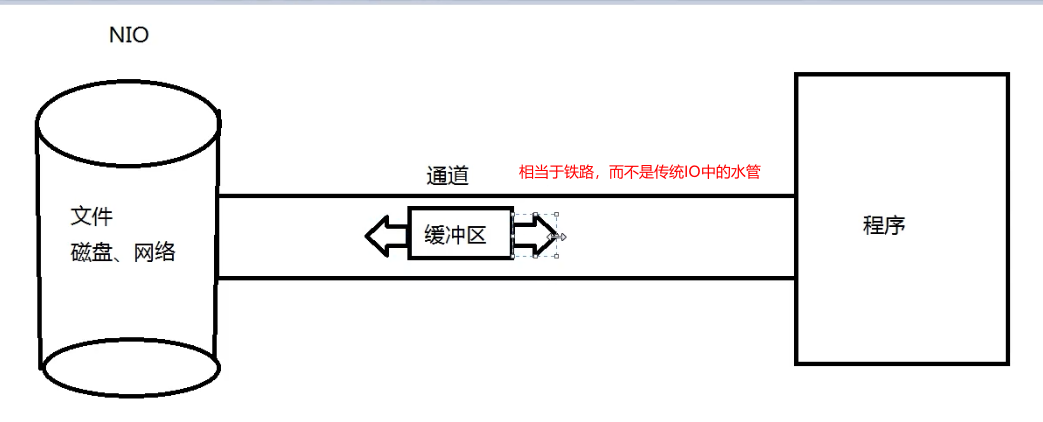 NIO
通道
相当于铁路，而不是传统IO中的水管
文件
磁盘、网络
缓冲区
程序